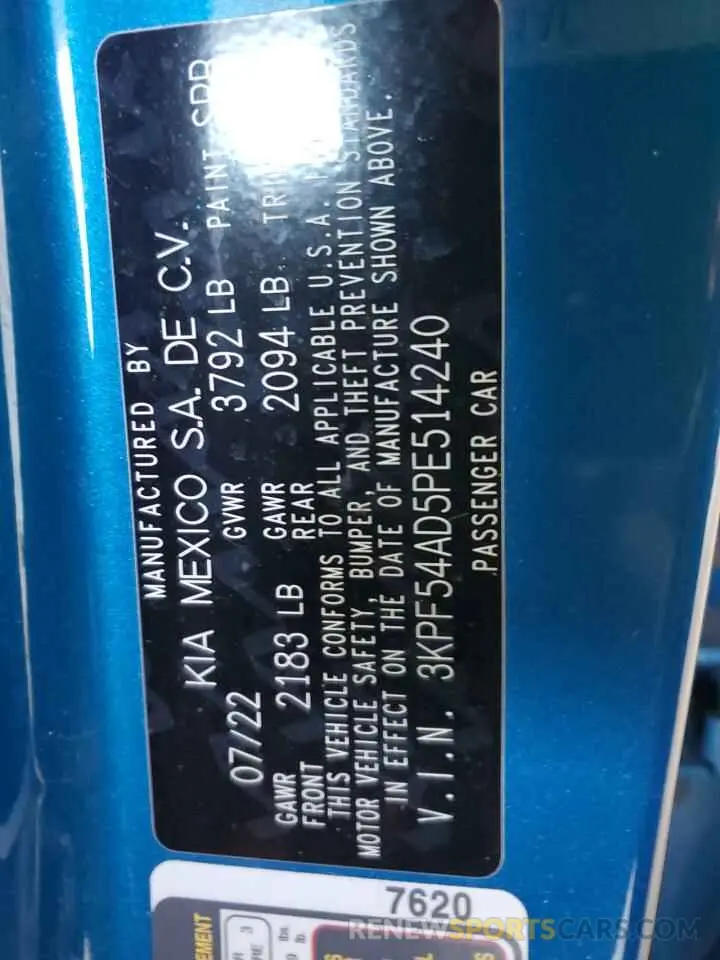 MANUFACTURED BY
KIA MEXICO S.A. DE C.V.
07/22 GVWR 3792 LB PAINT
GAWR FRONT 2183 LB GAWR REAR 2094 LB
THIS VEHICLE CONFORMS TO ALL APPLICABLE U.S.A.
MOTOR VEHICLE SAFETY, BUMPER, AND THEFT PREVENTION STANDARDS
IN EFFECT ON THE DATE OF MANUFACTURE SHOWN ABOVE.
V.I.N. 3KPF54AD5PE514240
PASSENGER CAR
7620
RENEWSPORTSCARS.COM